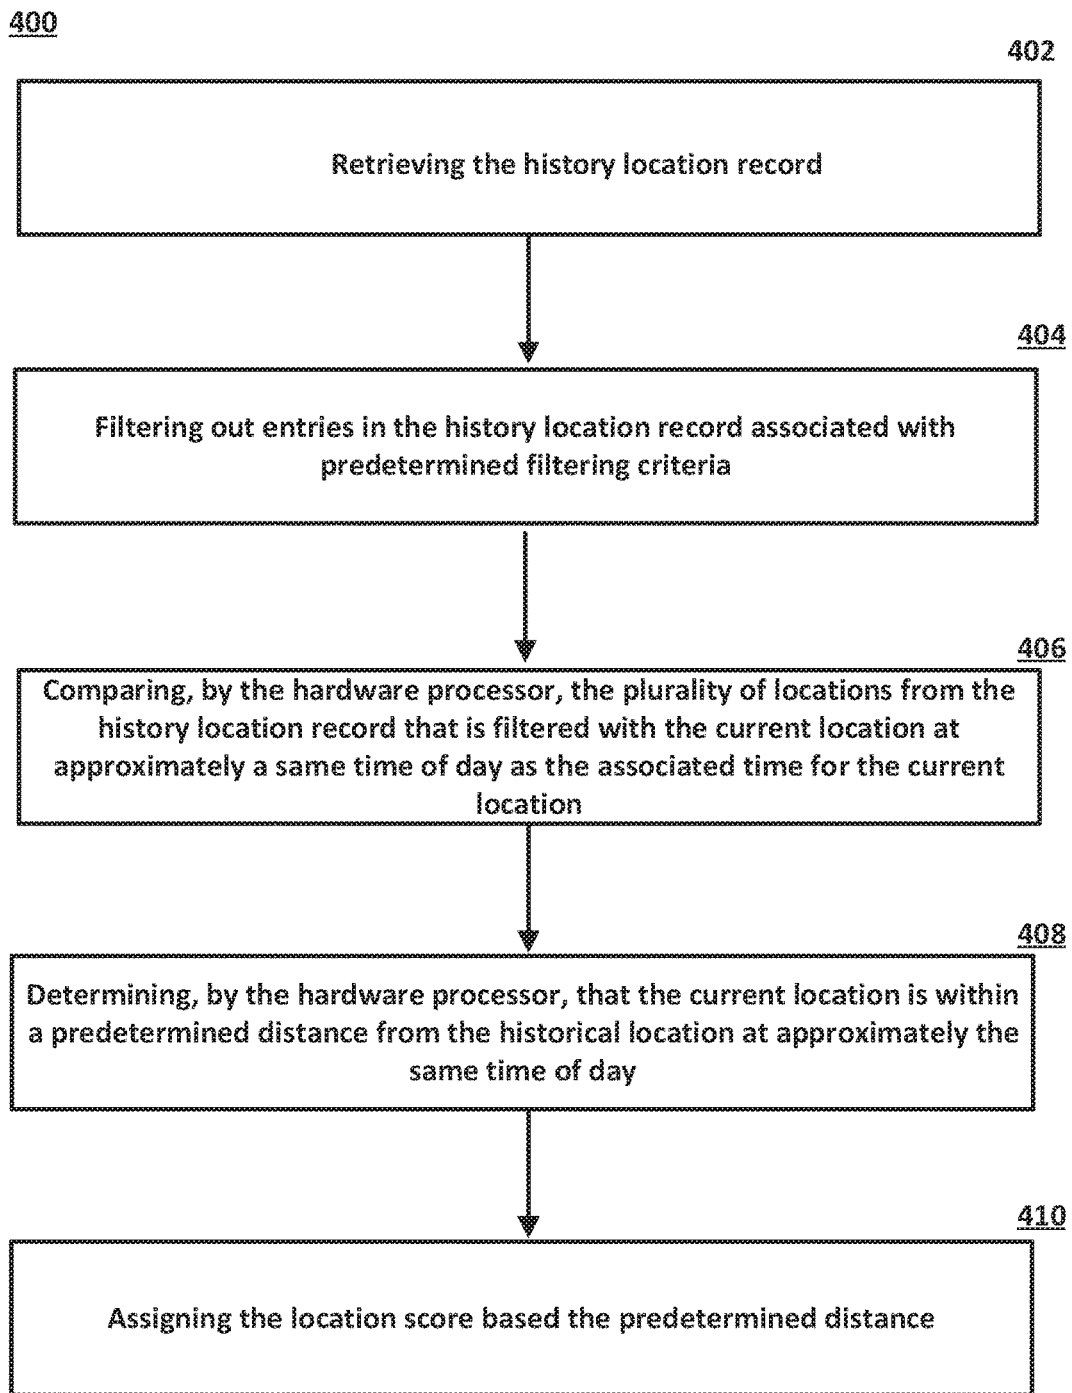 400
402
Retrieving the history location record
404
Filtering out entries in the history location record associated with
predetermined filtering criteria
406
Comparing, by the hardware processor, the plurality of locations from the
history location record that is filtered with the current location at
approximately a same time of day as the associated time for the current
location
408
Determining, by the hardware processor, that the current location is within
a predetermined distance from the historical location at approximately the
same time of day
410
Assigning the location score based the predetermined distance